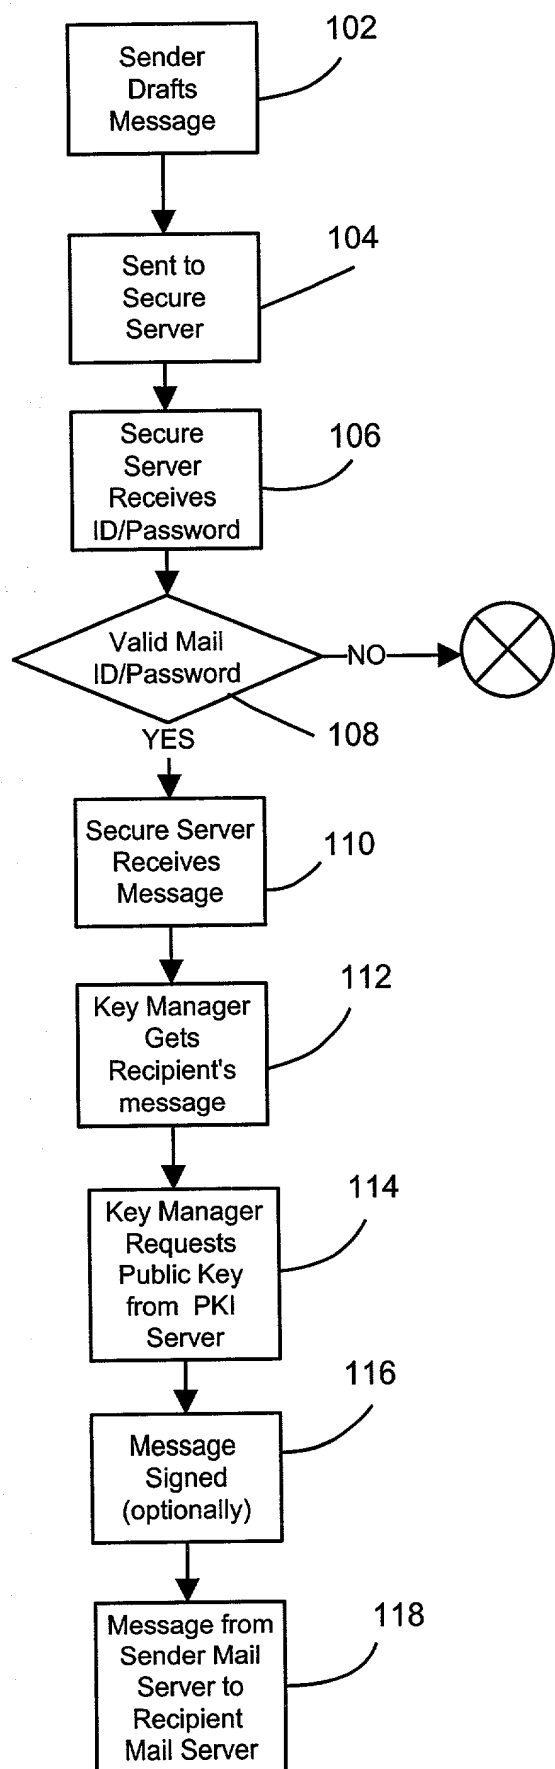 102
Sender
Drafts
Message
104
Sent to
Secure
Server
106
Secure
Server
Receives
ID/Password
Valid Mail
ID/Password
NO
108
YES
110
Secure Server
Receives
Message
112
Key Manager
Gets
Recipient's
message
114
Key Manager
Requests
Public Key
from PKI
Server
116
Message
Signed
(optionally)
118
Message from
Sender Mail
Server to
Recipient
Mail Server